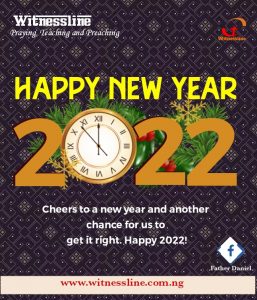 Witnessline
Praying, Teaching and Preaching
Witnessline
HAPPY NEW YEAR
2022
Cheers to a new year and another
chance for us to
get it right. Happy 2022!
f
Father Daniel
www.witnessline.com.ng